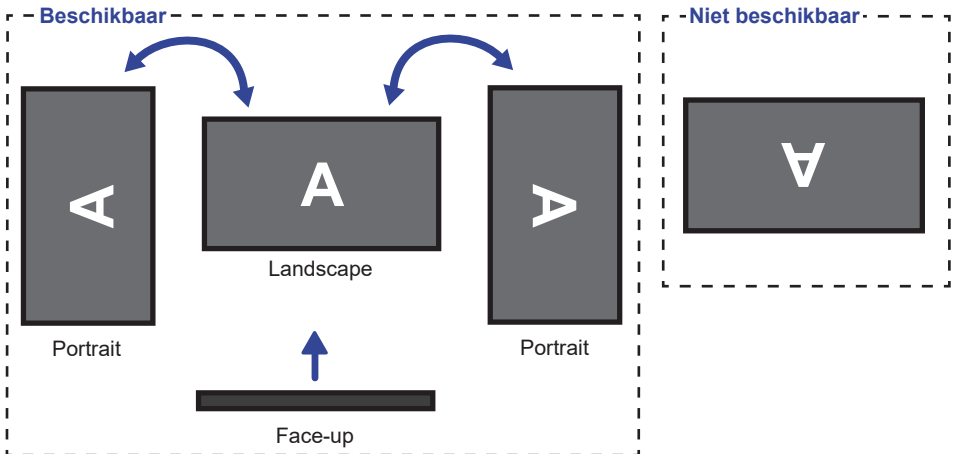 Beschikbaar
Niet beschikbaar
A
A
A
A
Landscape
Portrait
Portrait
Face-up